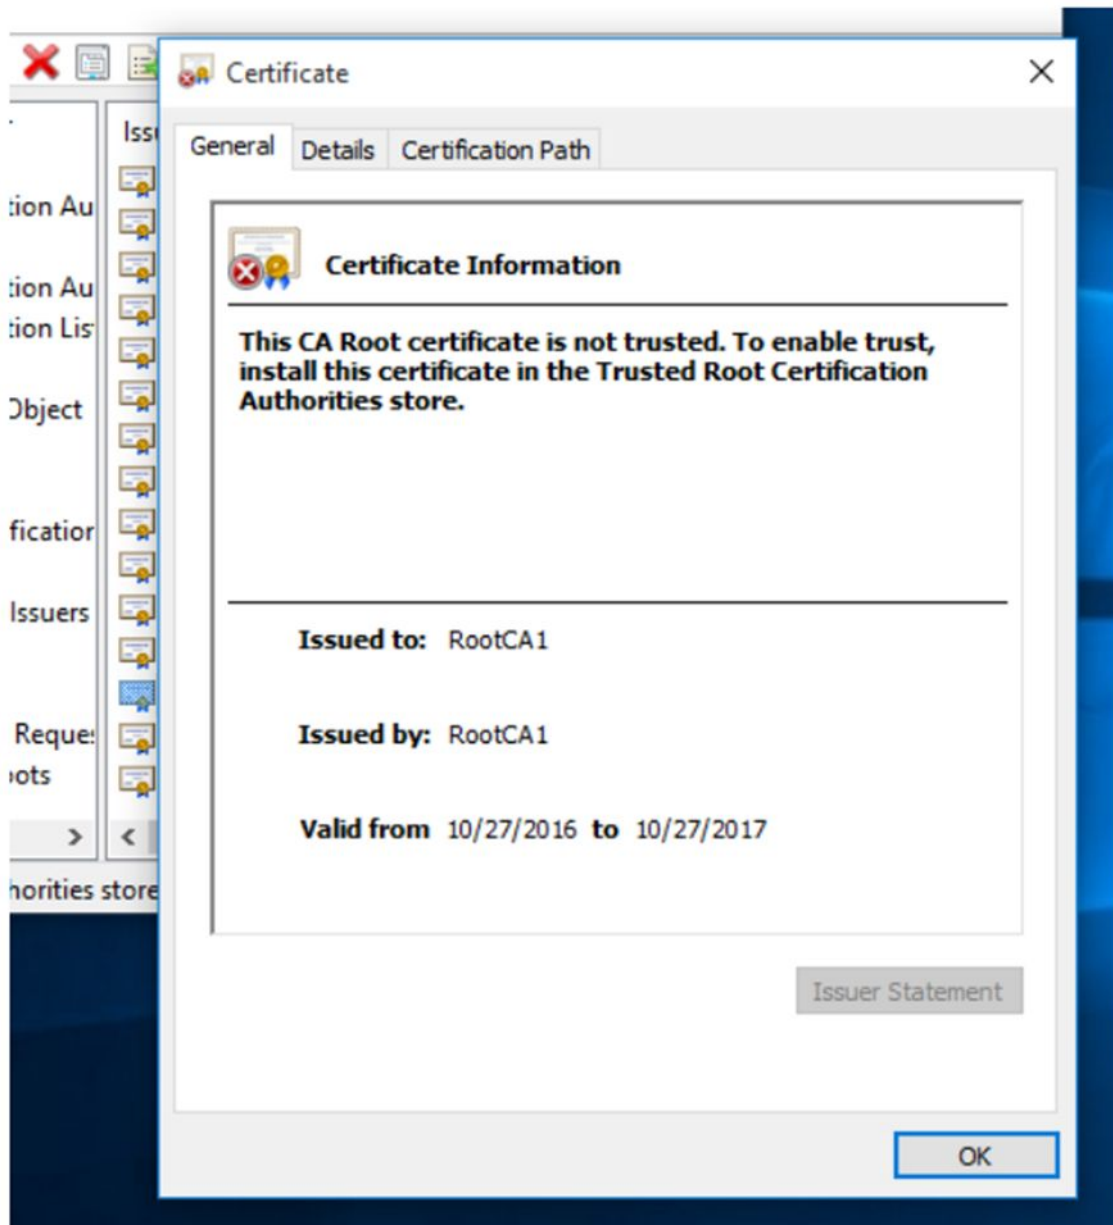 Certificate
General Details Certification Path
Certificate Information
This CA Root certificate is not trusted. To enable trust,
install this certificate in the Trusted Root Certification
Authorities store.
Issued to: RootCA1
Issued by: RootCA1
Valid from 10/27/2016 to 10/27/2017
Issuer Statement
OK
Object
Issuers
store